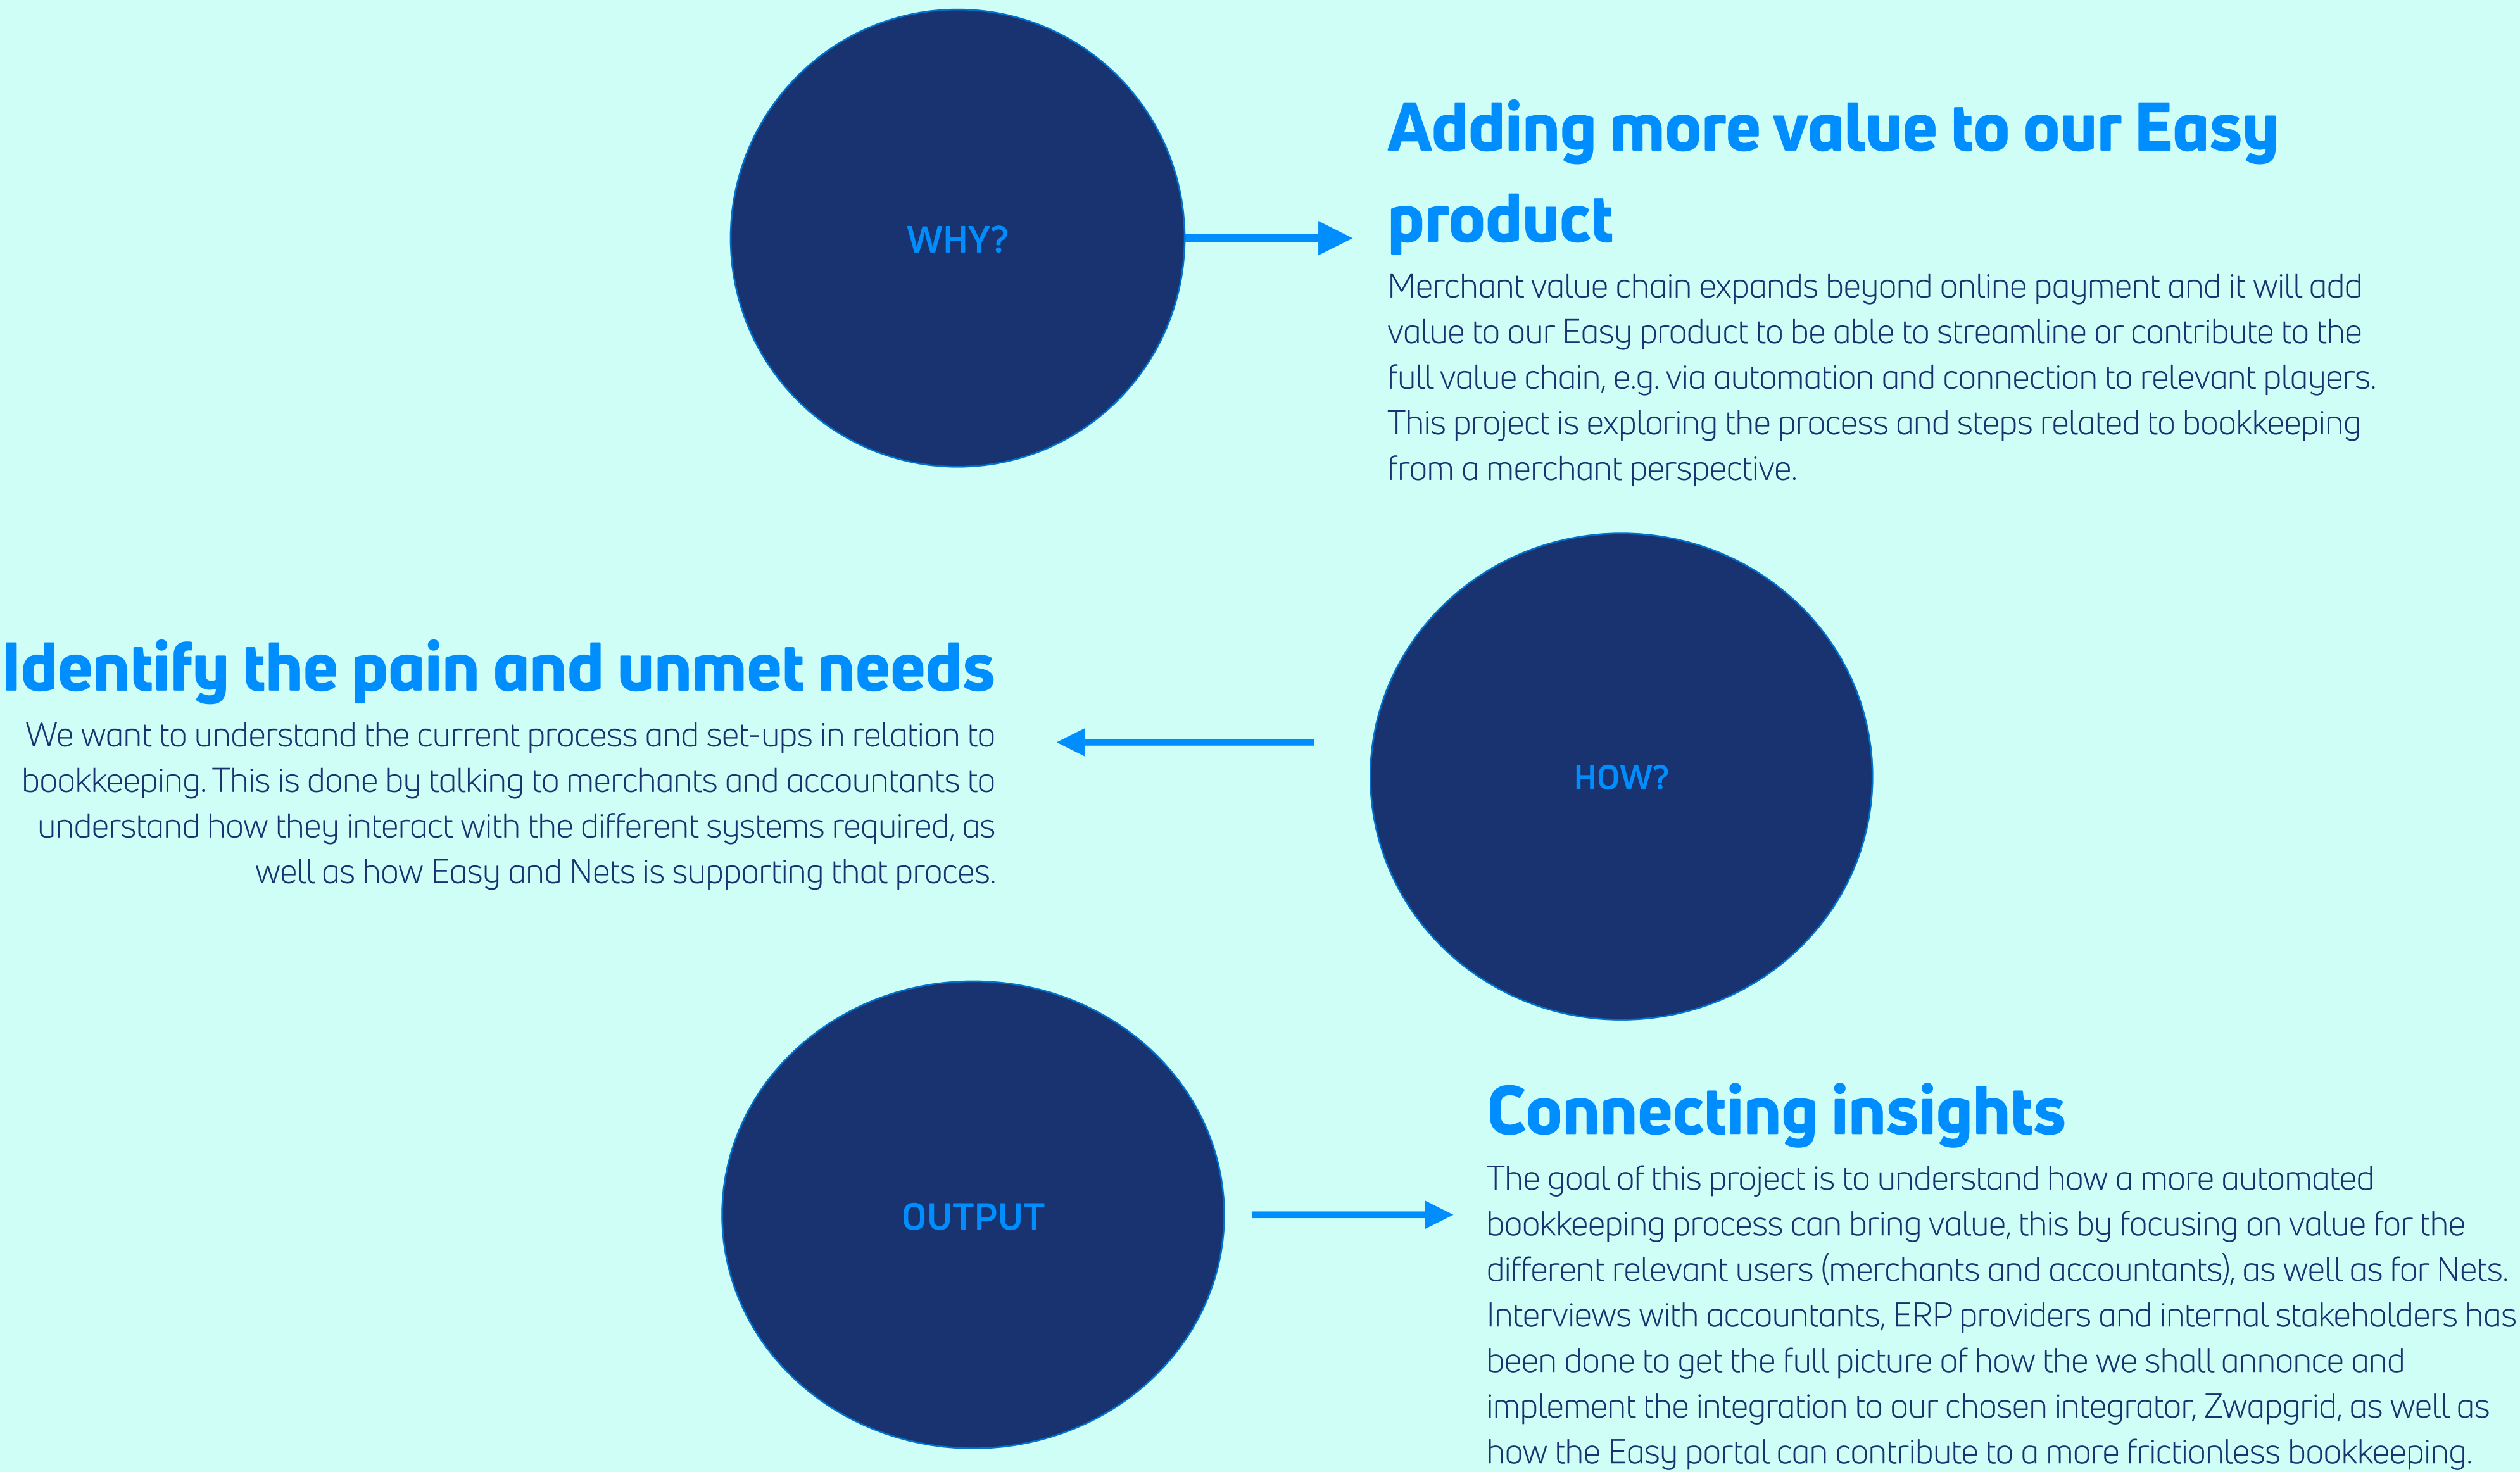 WHY?
Adding more value to our Easy
product
Merchant value chain expands beyond online payment and it will add
value to our Easy product to be able to streamline or contribute to the
full value chain, e.g. via automation and connection to relevant players.
This project is exploring the process and steps related to bookkeeping
from a merchant perspective.
HOW?
Identify the pain and unmet needs
We want to understand the current process and set-ups in relation to
bookkeeping. This is done by talking to merchants and accountants to
understand how they interact with the different systems required, as
well as how Easy and Nets is supporting that proces.
OUTPUT
Connecting insights
The goal of this project is to understand how a more automated
bookkeeping process can bring value, this by focusing on value for the
different relevant users (merchants and accountants), as well as for Nets.
Interviews with accountants, ERP providers and internal stakeholders has
been done to get the full picture of how the we shall annonce and
implement the integration to our chosen integrator, Zwapgrid, as well as
how the Easy portal can contribute to a more frictionless bookkeeping.